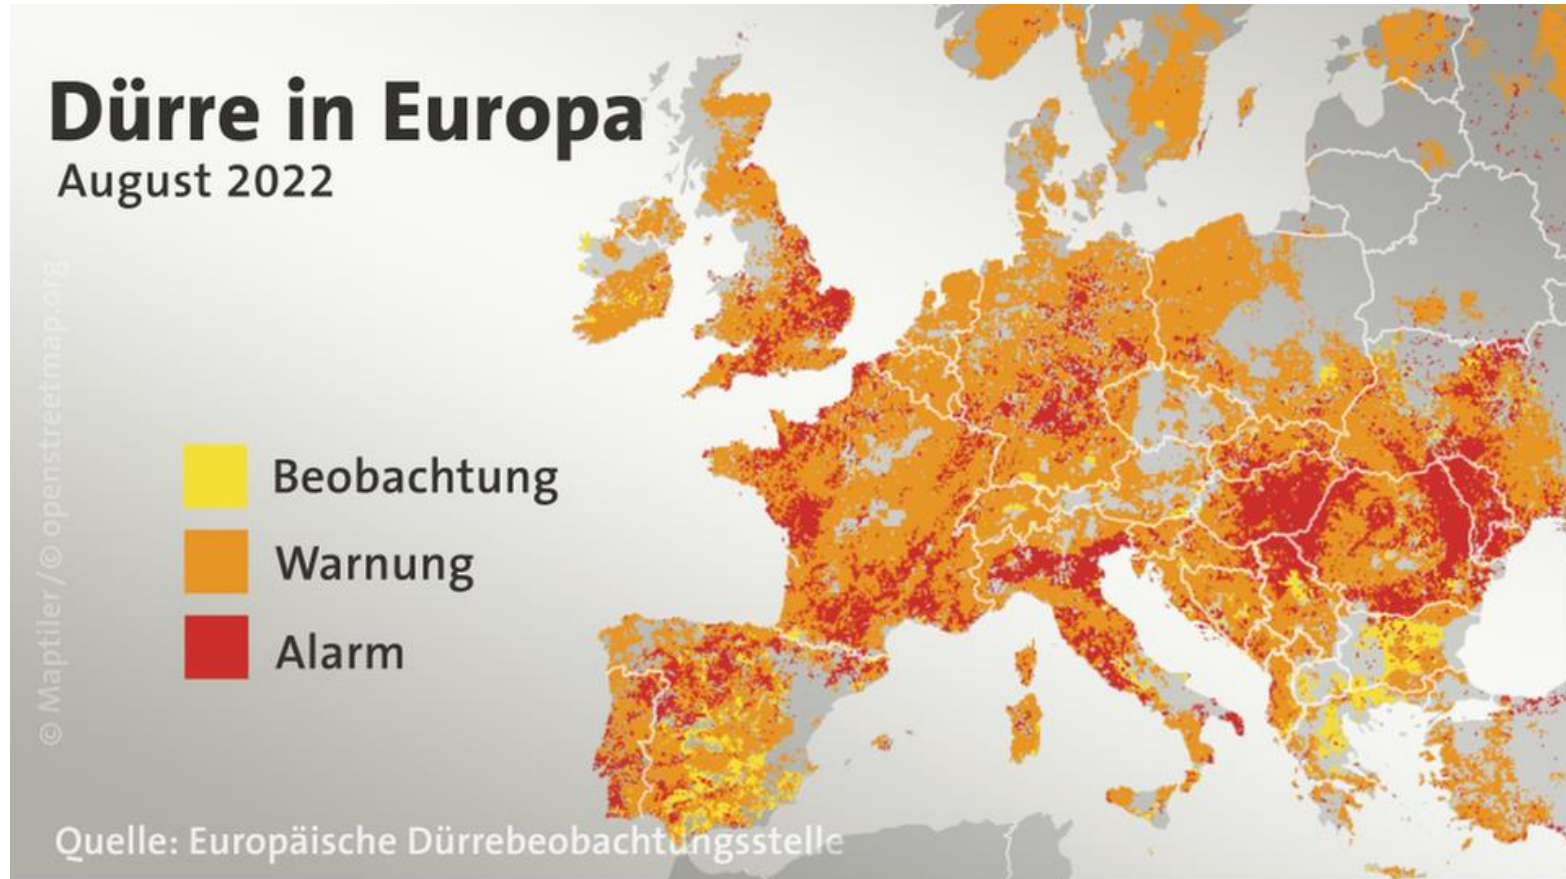 Dürre in Europa
August 2022
Beobachtung
Warnung
Alarm
Quelle: Europäische Dürrebeobachtungsstelle
© Maptiler / © openstreetmap.org